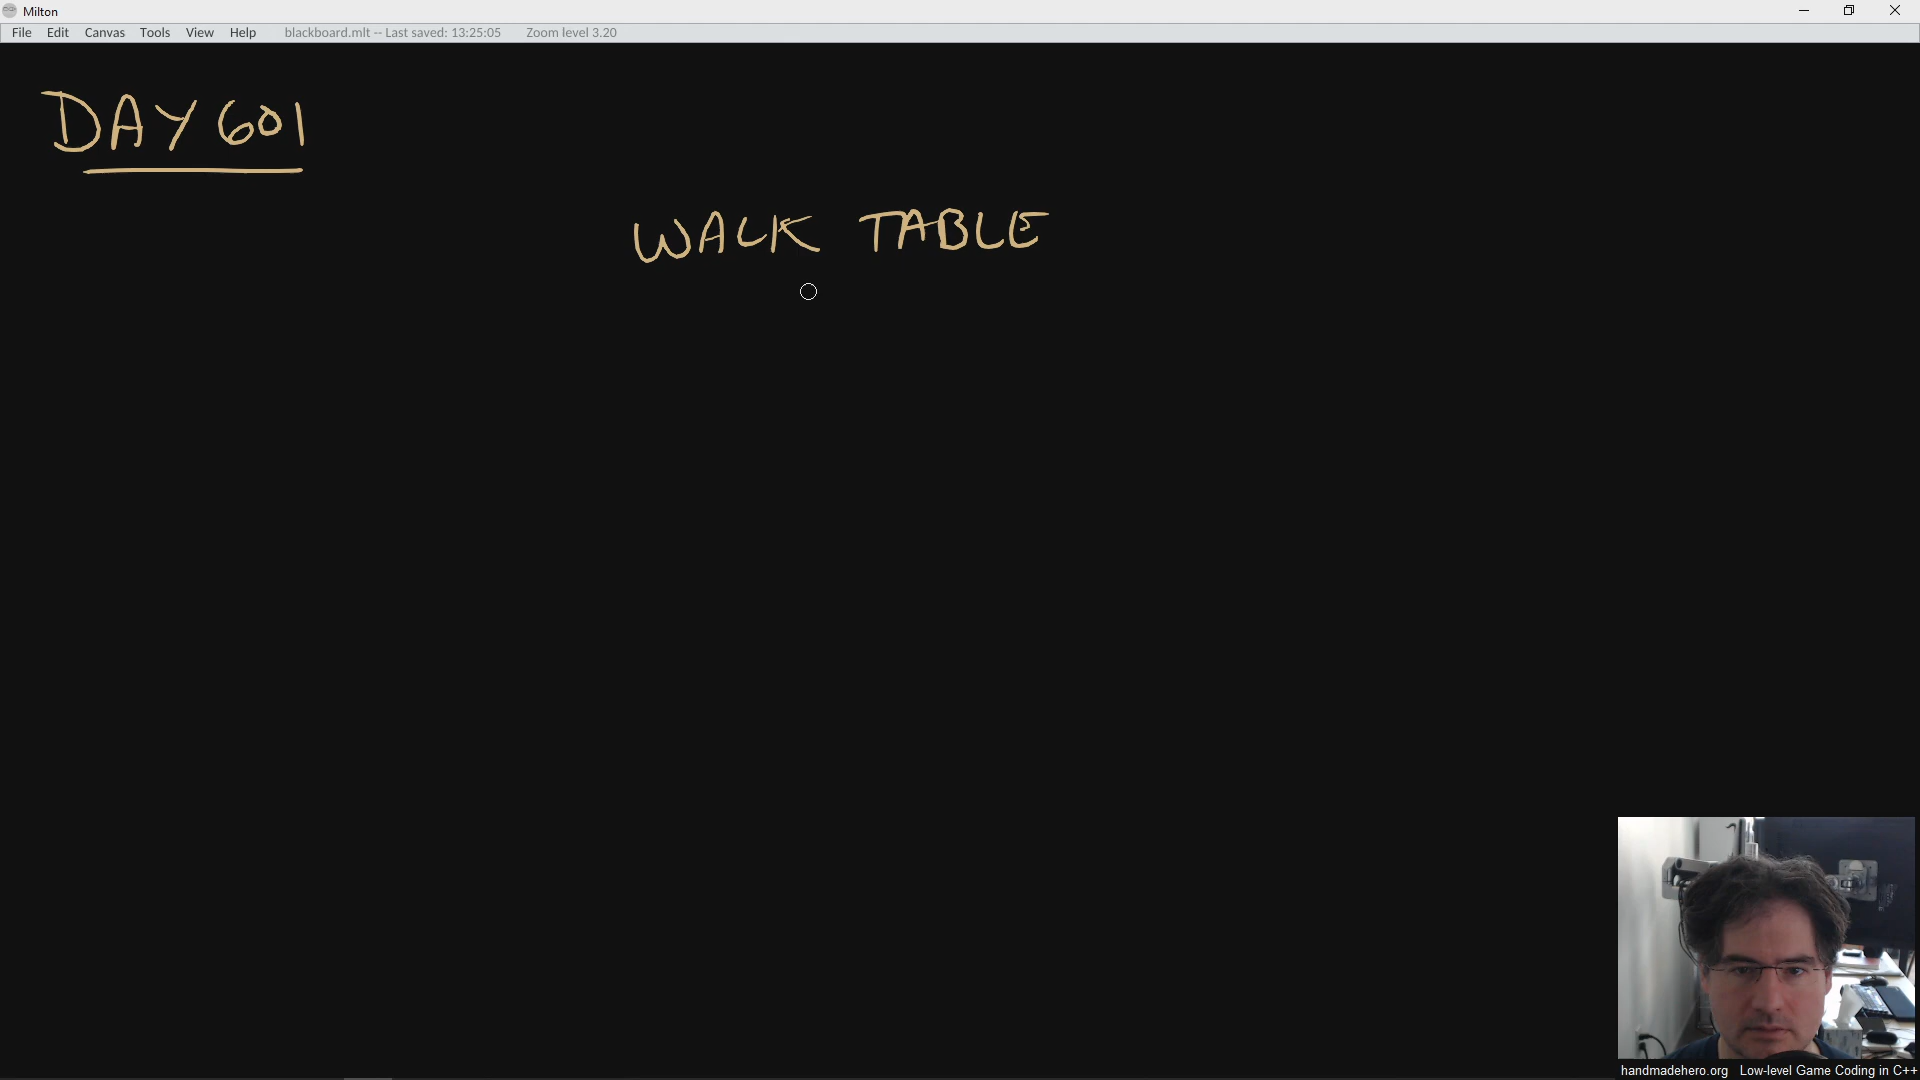 Milton
File Edit Canvas Tools View Help blackboard.mlt -- Last saved: 13:25:05 Zoom level 3.20
DAY 601
WALK TABLE
handmadehero.org Low-level Game Coding in C++